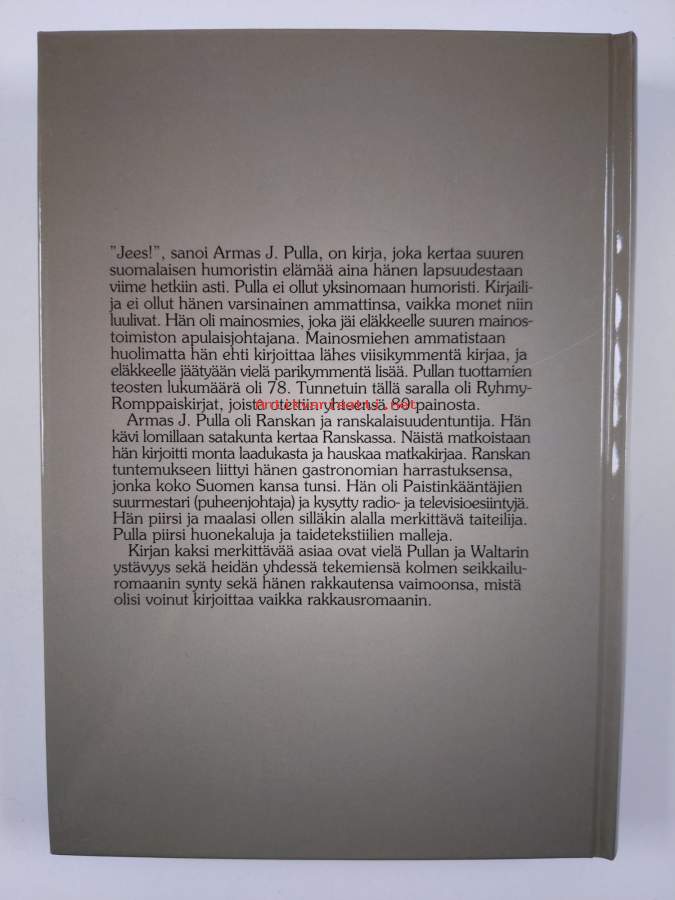 "Jees!", sanoi Armas J. Pulla, on kirja, joka kertaa suuren
suomalaisen humoristin elämää aina hänen lapsuudestaan
viime hetkiin asti. Pulla ei ollut yksinomaan humoristi. Kirjaili-
ja ei ollut hänen varsinainen ammattinsa, vaikka monet niin
luulivat. Hän oli mainosmies, joka jäi eläkkeelle suuren mainos-
toimiston apulaisjohtajana. Mainosmiehen ammatistaan
huolimatta hän ehti kirjoittaa lähes viisikymmentä kirjaa, ja
eläkkeelle jäätyään vielä parikymmentä lisää. Pullan tuottamien
teosten lukumäärä oli 78. Tunnetuin tällä saralla oli Ryhmy-
Romppaiskirjat, joista otettiin yhteensä 89 painosta.
Antikvariaatti.net
Armas J. Pulla oli Ranskan ja ranskalaisuudentuntija. Hän
kävi lomillaan satakunta kertaa Ranskassa. Näistä matkoistaan
hän kirjoitti monta laadukasta ja hauskaa matkakirjaa. Ranskan
tuntemukseen liittyi hänen gastronomian harrastuksensa,
jonka koko Suomen kansa tunsi. Hän oli Paistinkääntäjien
suurmestari (puheenjohtaja) ja kysytty radio- ja televisioesiintyjä.
Hän piirsi ja maalasi ollen silläkin alalla merkittävä taiteilija.
Pulla piirsi huonekaluja ja taidetekstiilien malleja.
Kirjan kaksi merkittävää asiaa ovat vielä Pullan ja Waltarin
ystävyys sekä heidän yhdessä tekemiensä kolmen seikkailu-
romaanin synty sekä hänen rakkautensa vaimoonsa, mistä
olisi voinut kirjoittaa vaikka rakkausromaanin.